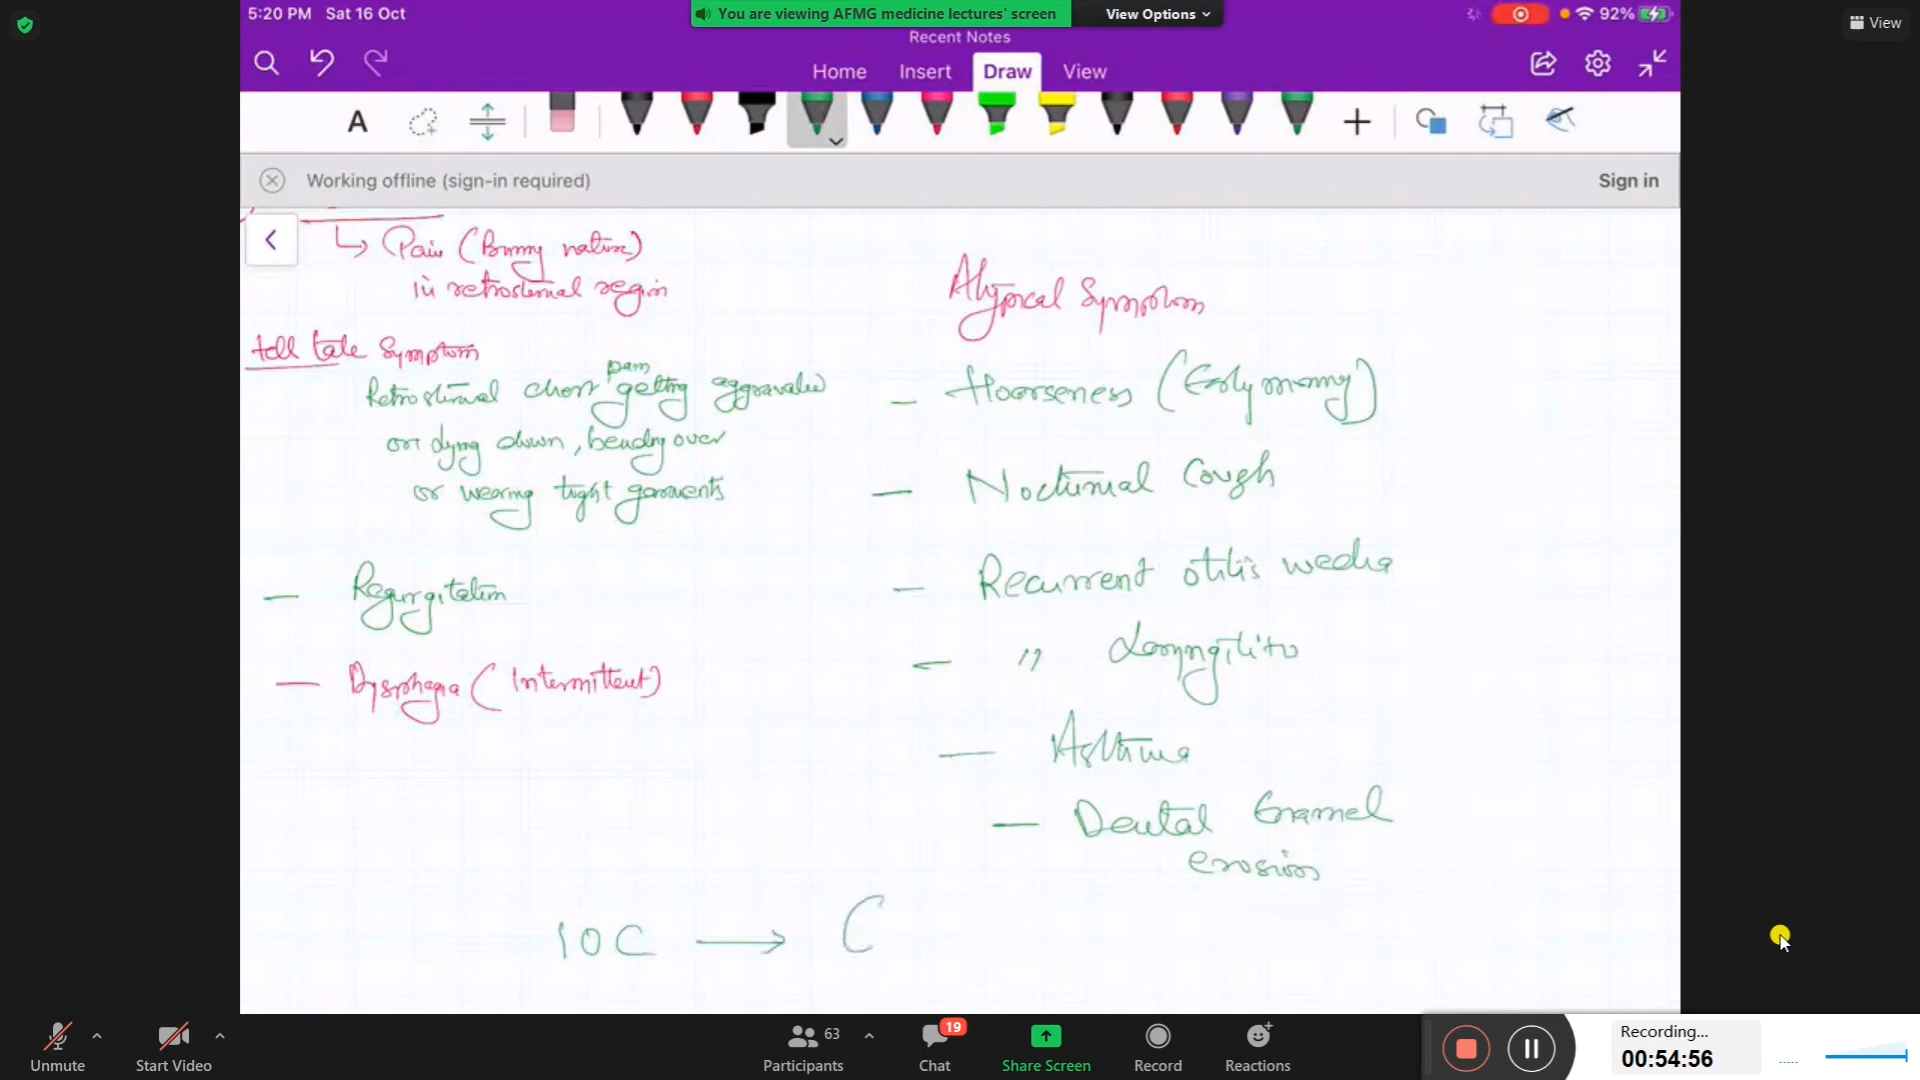 5:20 PM Sat 16 Oct
You are viewing AFMG medicine lectures' screen
View Options
92%
View
Recent Notes
Home Insert Draw View
A
Working offline (sign-in required)
Sign in
Pain ( nature)
in retrosternal region
Atypical Symptoms
tell tale Symptom
pain
Retrosternal chest getting aggravated
on lying down, bending over
or wearing tight garments
- Hoarseness (Early morning)
- Nocturnal Cough
- Recurrent otitis media
- Regurgitation
- " Laryngitis
- Dysphagia (Intermittent)
- Asthma
- Dental Enamel
erosion
IOC → C
Unmute
Start Video
63
Participants
19
Chat
Share Screen
Record
Reactions
Recording...
00:54:56